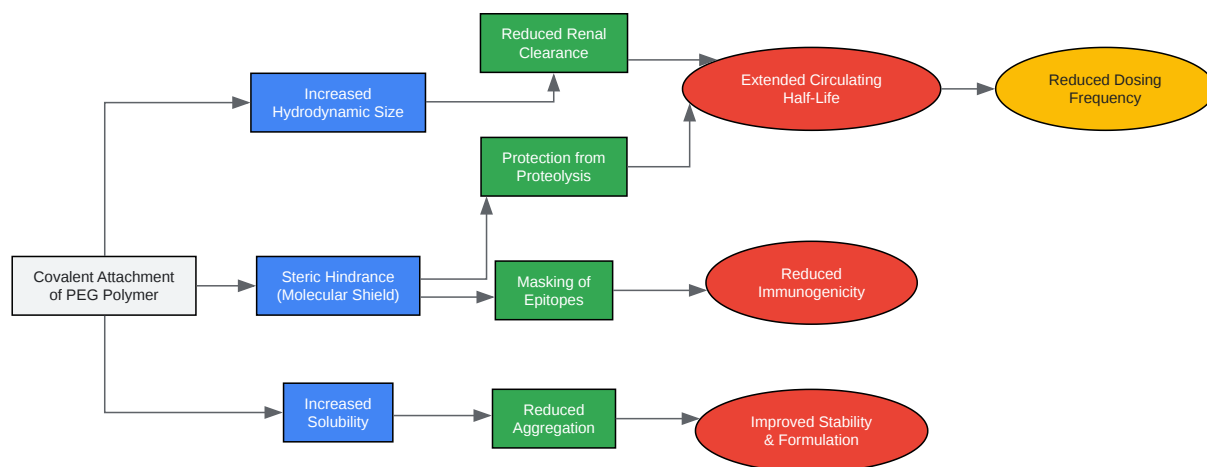 Reduced Renal
Clearance
Increased
Hydrodynamic Size
Extended Circulating
Half-Life
Reduced Dosing
Frequency
Protection from
Proteolysis
Covalent Attachment
of PEG Polymer
Steric Hindrance
(Molecular Shield)
Masking of
Epitopes
Reduced
Immunogenicity
Increased
Solubility
Reduced
Aggregation
Improved Stability
& Formulation